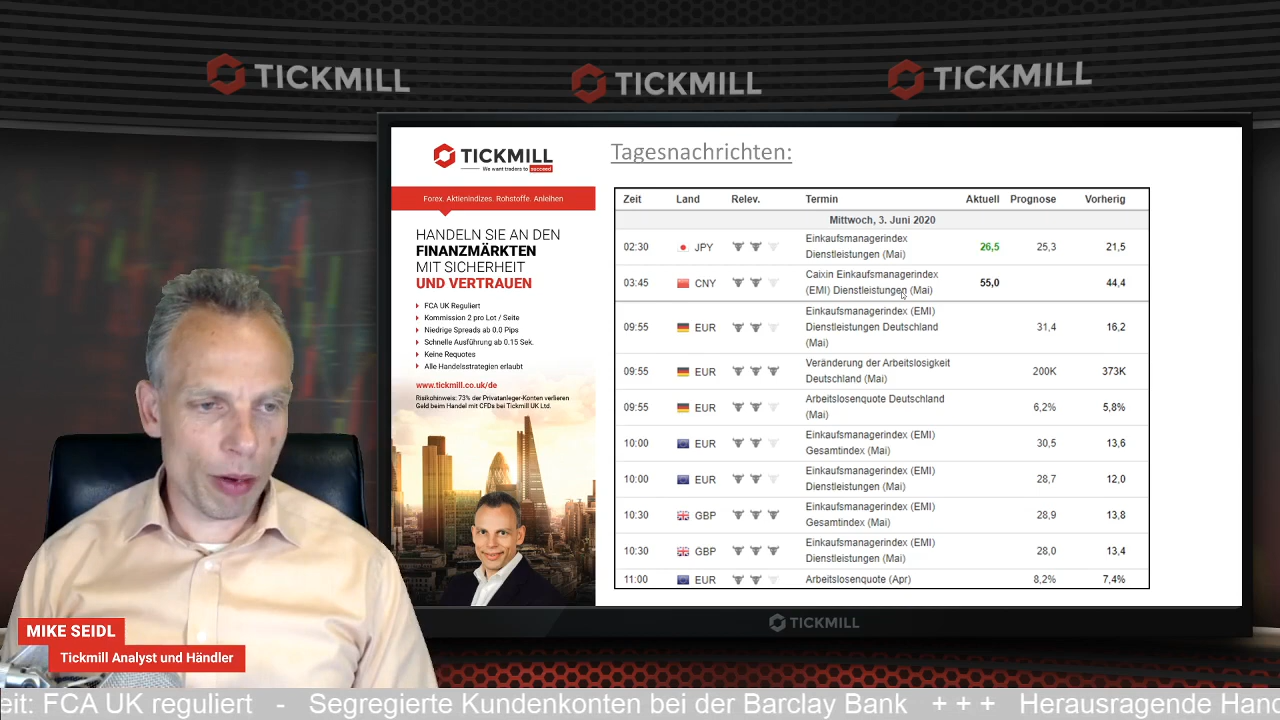 TICKMILL
TICKMILL
TICKMILL
TICKMILL
We want traders to succeed
Forex. Aktienindizes. Rohstoffe. Anleihen
HANDELN SIE AN DEN
FINANZMÄRKTEN
MIT SICHERHEIT
UND VERTRAUEN
FCA UK Reguliert
Kommission 2 pro Lot / Seite
Niedrige Spreads ab 0.0 Pips
Schnelle Ausführung ab 0.15 Sek.
Keine Requotes
Alle Handelsstrategien erlaubt
www.tickmill.co.uk/de
Risikohinweis: 73% der Privatanleger-Konten verlieren
Geld beim Handel mit CFDs bei Tickmill UK Ltd.
Tagesnachrichten:
Zeit Land Relev. Termin Aktuell Prognose Vorherig
Mittwoch, 3. Juni 2020
02:30 JPY Einkaufsmanagerindex 26,5 25,3 21,5
Dienstleistungen (Mai)
03:45 CNY Caixin Einkaufsmanagerindex 55,0 44,4
(EMI) Dienstleistungen (Mai)
Einkaufsmanagerindex (EMI)
09:55 EUR Dienstleistungen Deutschland 31,4 16,2
(Mai)
09:55 EUR Veränderung der Arbeitslosigkeit 200K 373K
Deutschland (Mai)
09:55 EUR Arbeitslosenquote Deutschland 6,2% 5,8%
(Mai)
10:00 EUR Einkaufsmanagerindex (EMI) 30,5 13,6
Gesamtindex (Mai)
10:00 EUR Einkaufsmanagerindex (EMI) 28,7 12,0
Dienstleistungen (Mai)
10:30 GBP Einkaufsmanagerindex (EMI) 28,9 13,8
Gesamtindex (Mai)
10:30 GBP Einkaufsmanagerindex (EMI) 28,0 13,4
Dienstleistungen (Mai)
11:00 EUR Arbeitslosenquote (Apr) 8,2% 7,4%
TICKMILL
MIKE SEIDL
Tickmill Analyst und Händler
eit: FCA UK reguliert - Segregierte Kundenkonten bei der Barclay Bank + + + Herausragende Hand